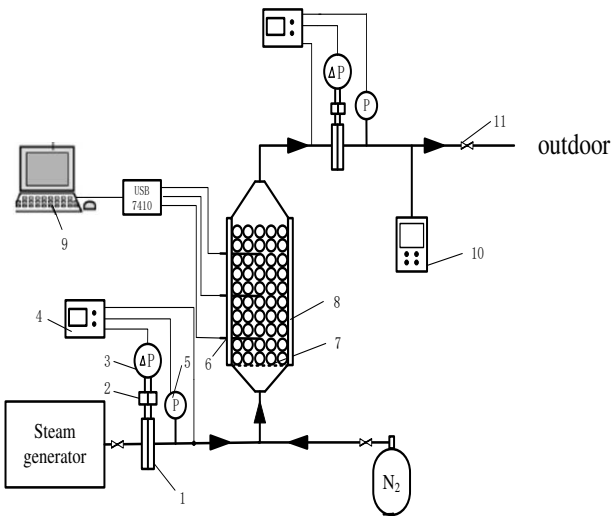 ΔP
P
11
outdoor
USB
7410
9
10
4
8
3
ΔP
5
6
7
2
P
Steam
generator
N2
1